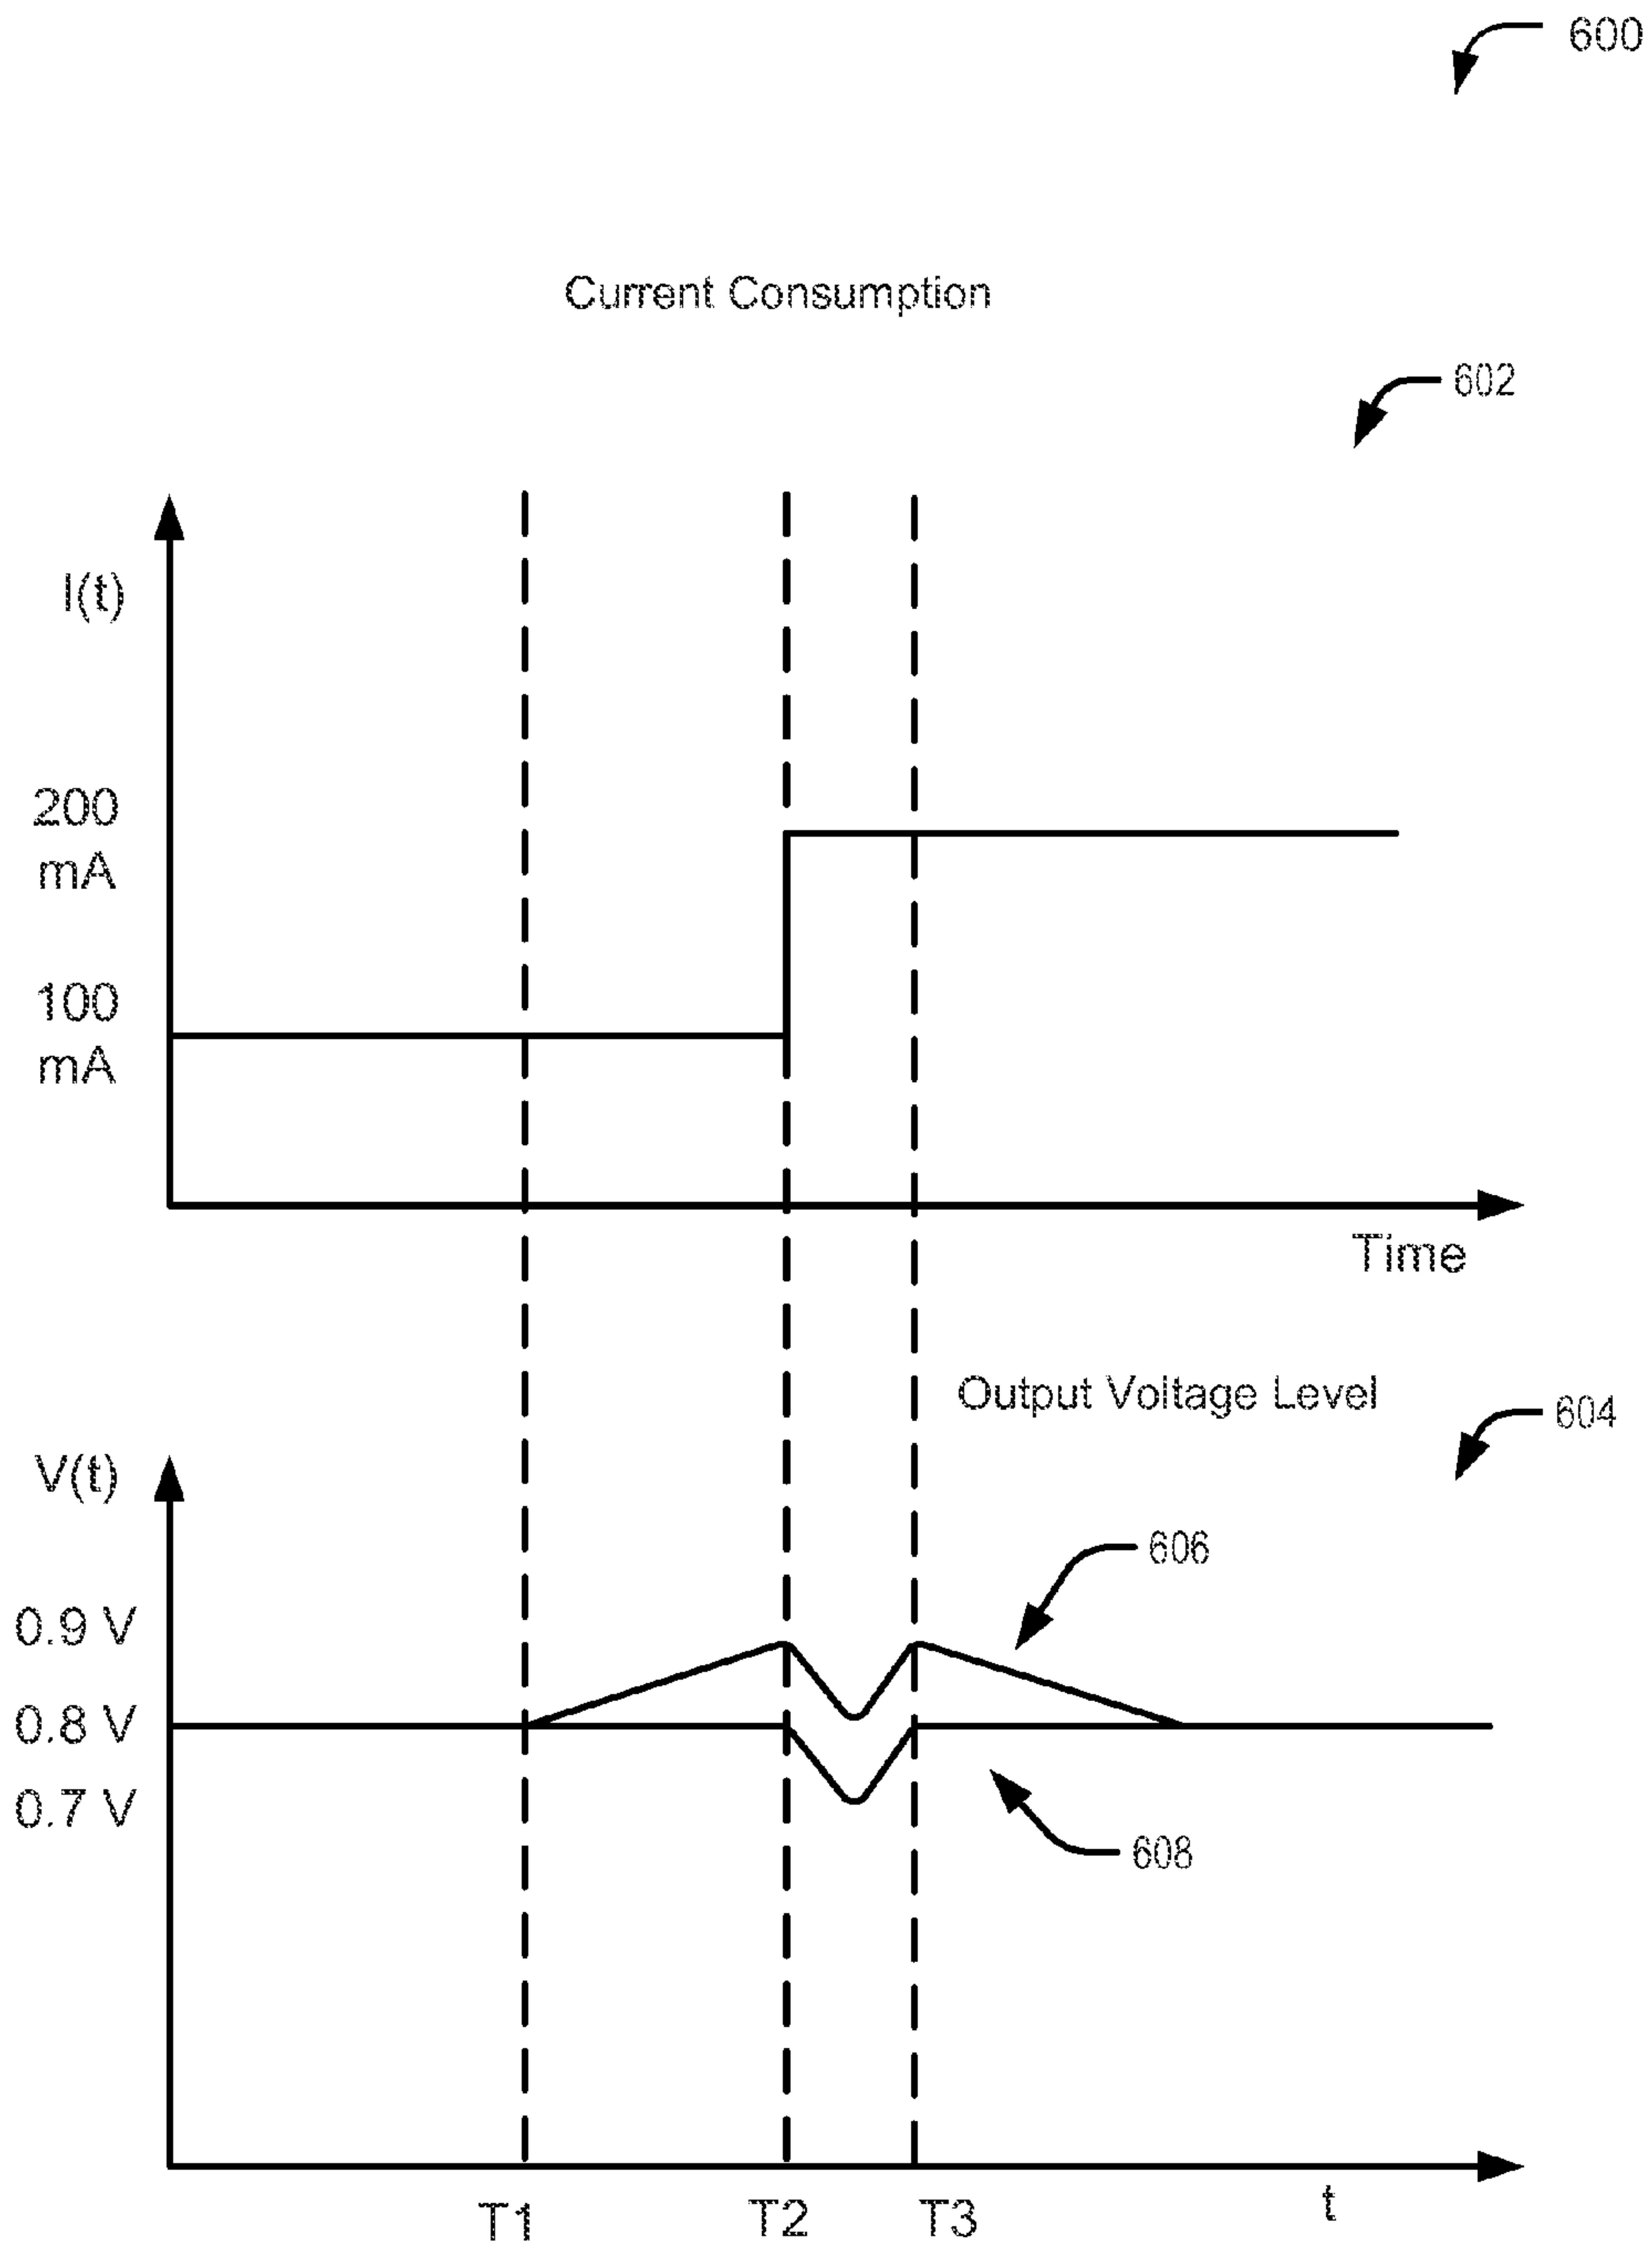 600
Current Consumption
602
I(t)
200
mA
100
mA
Time
Output Voltage Level
604
V(t)
606
0.9 V
0.8 V
0.7 V
608
T1
T2
T3
t